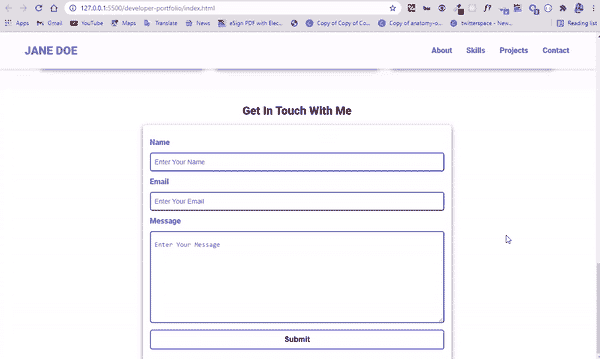 127.0.0.1:5500/developer-portfolio/index.html
Apps Gmail YouTube Maps Translate News eSign PDF with Elec... Copy of Copy of Co... Copy of anatomy-o... twitterspace - New... Reading list
JANE DOE About Skills Projects Contact
Get In Touch With Me
Name
Enter Your Name
Email
Enter Your Email
Message
Enter Your Message
Submit